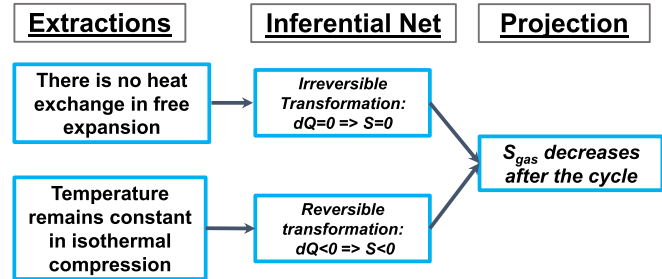 Extractions
Inferential Net
Projection
There is no heat
exchange in free
expansion
Irreversible
Transformation:
dQ=0 => S=0
Temperature
remains constant
in isothermal
compression
Reversible
transformation:
dQ<0 => S<0
Sgas decreases
after the cycle